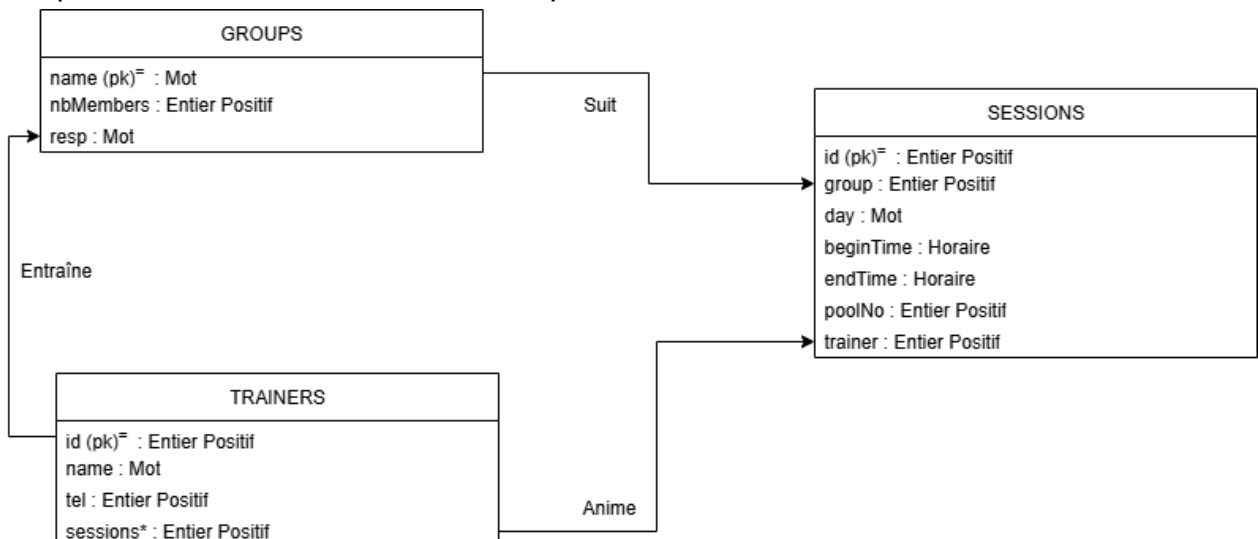 GROUPS
name (pk)= : Mot
nbMembers : Entier Positif
resp : Mot
Suit
SESSIONS
id (pk)= : Entier Positif
group : Entier Positif
day : Mot
beginTime : Horaire
endTime : Horaire
poolNo : Entier Positif
trainer : Entier Positif
Entraîne
TRAINERS
id (pk)= : Entier Positif
name : Mot
tel : Entier Positif
sessions* : Entier Positif
Anime